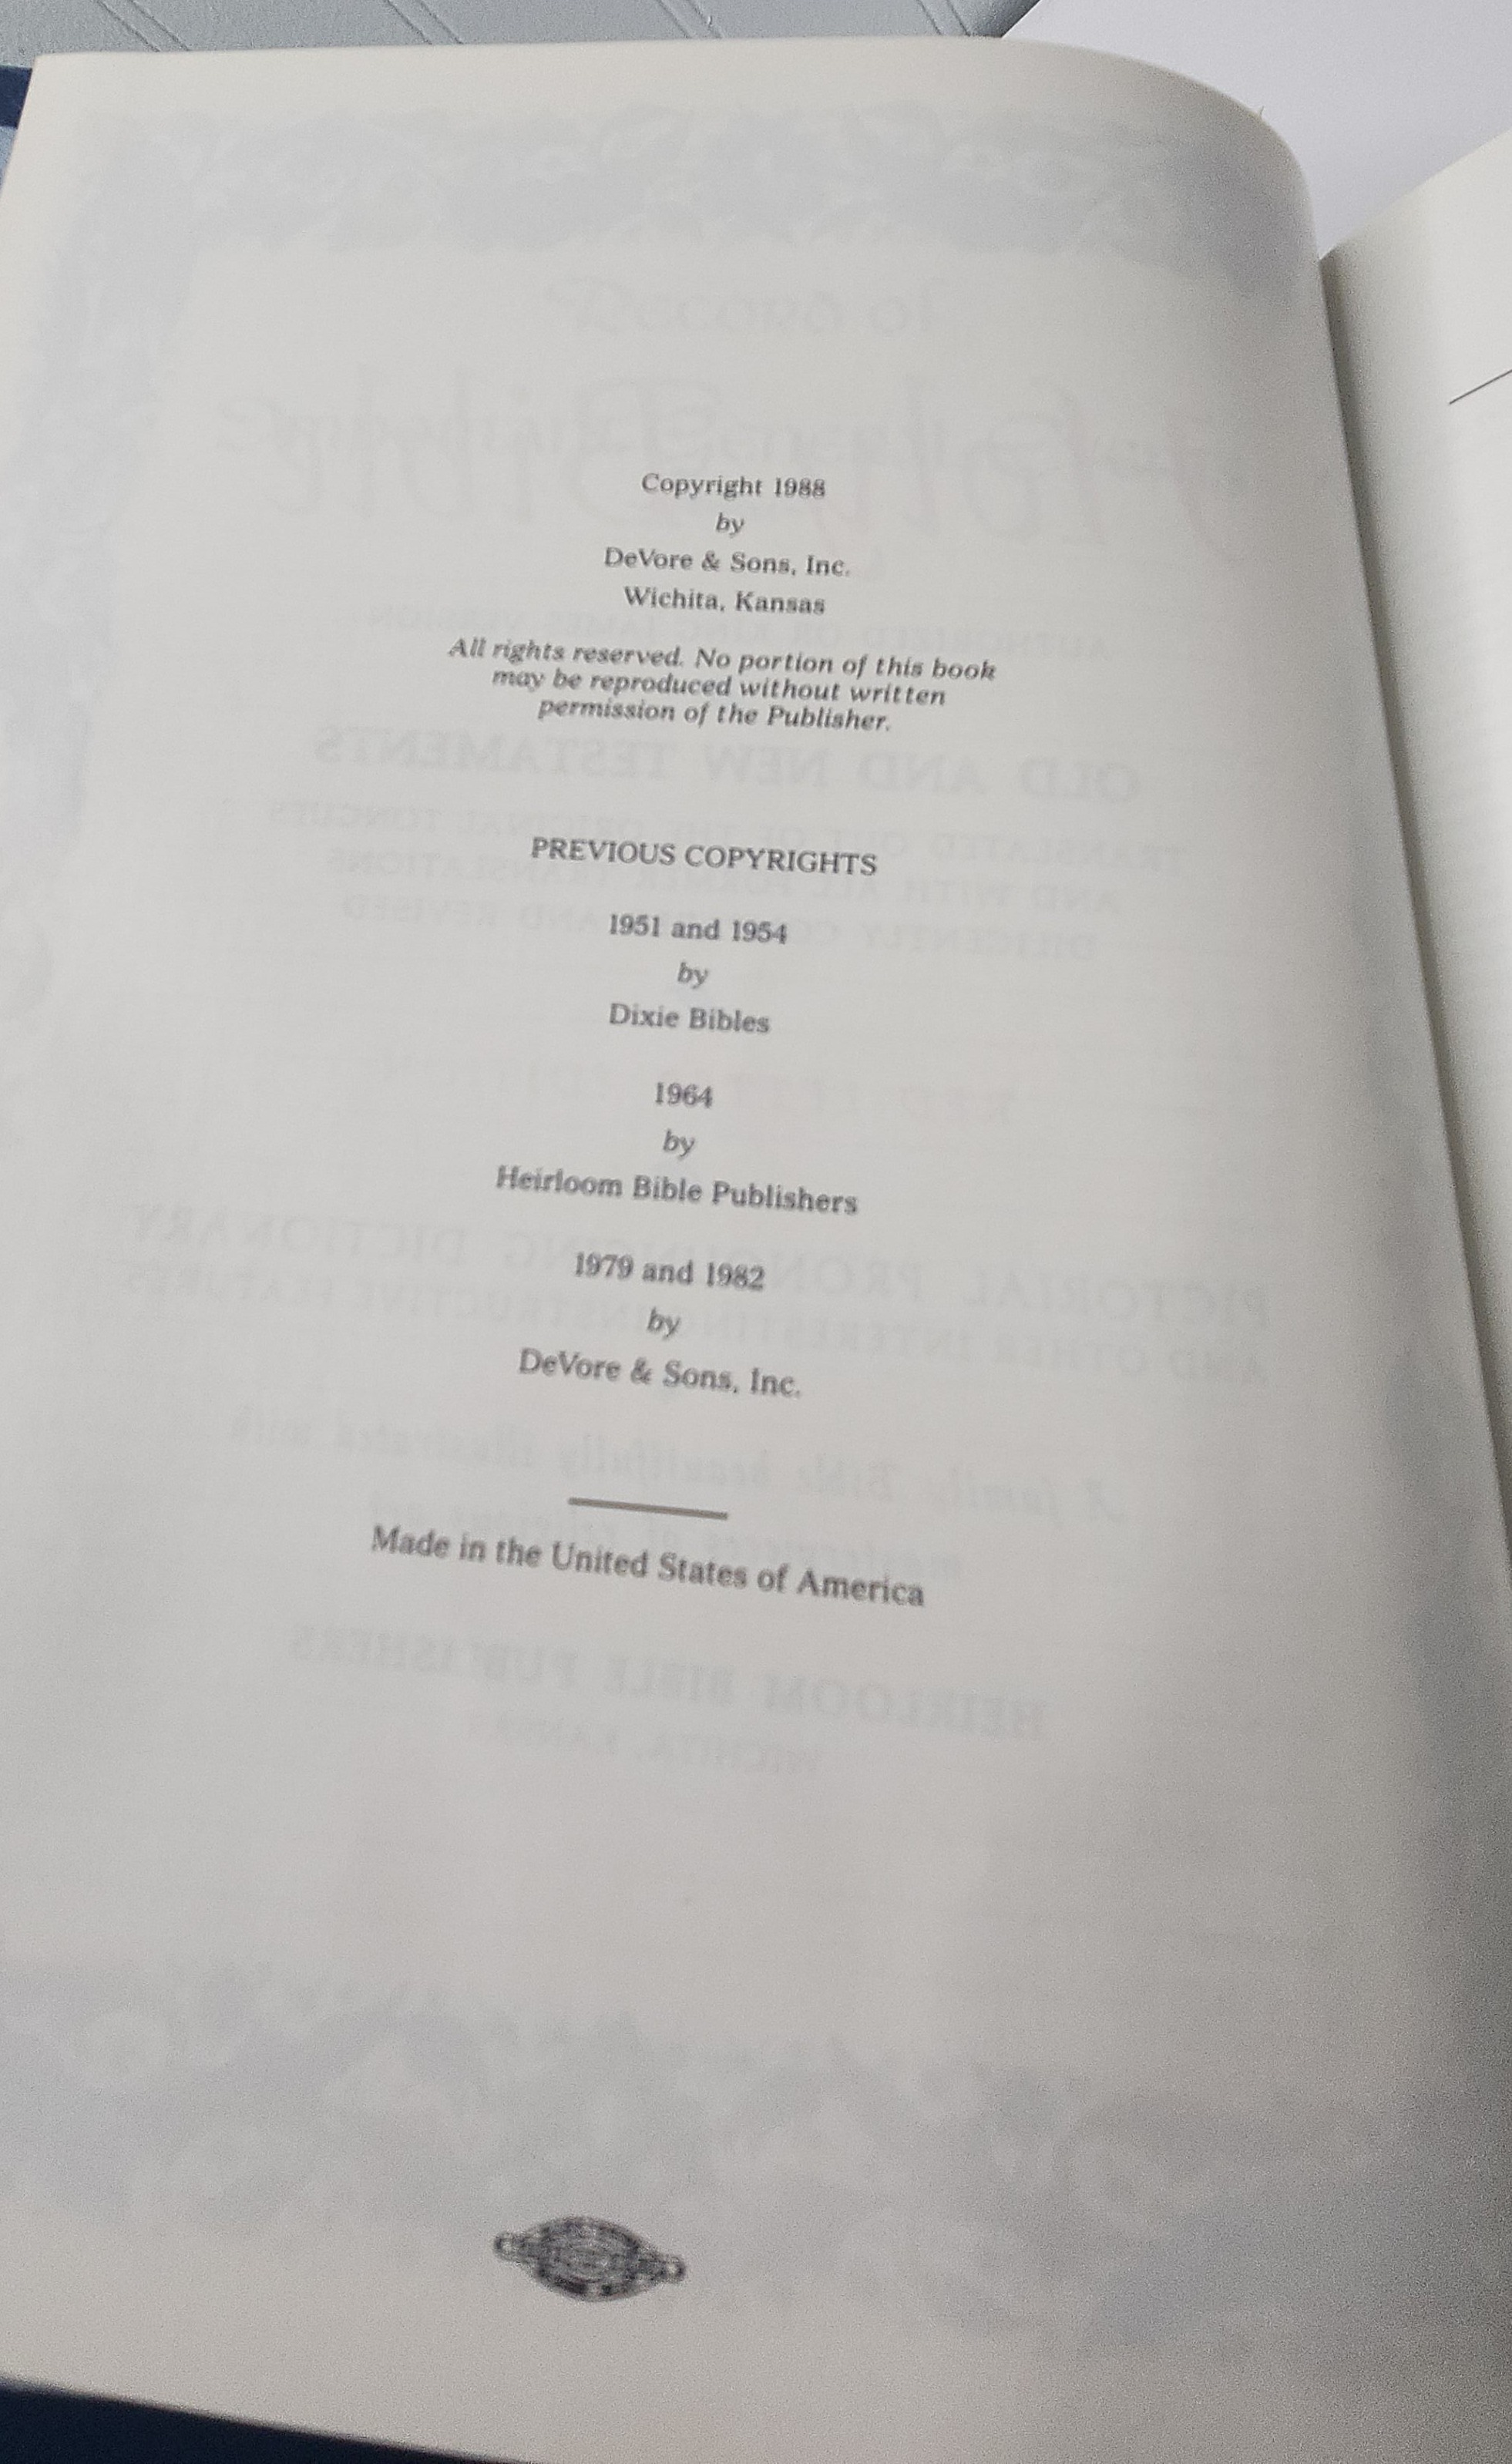 Copyright 1988
by
DeVore & Sons, Inc.
Wichita, Kansas
All rights reserved. No portion of this book
may be reproduced without written
permission of the Publisher.
PREVIOUS COPYRIGHTS
1951 and 1954
by
Dixie Bibles
1964
by
Heirloom Bible Publishers
1979 and 1982
by
DeVore & Sons, Inc.
Made in the United States of America